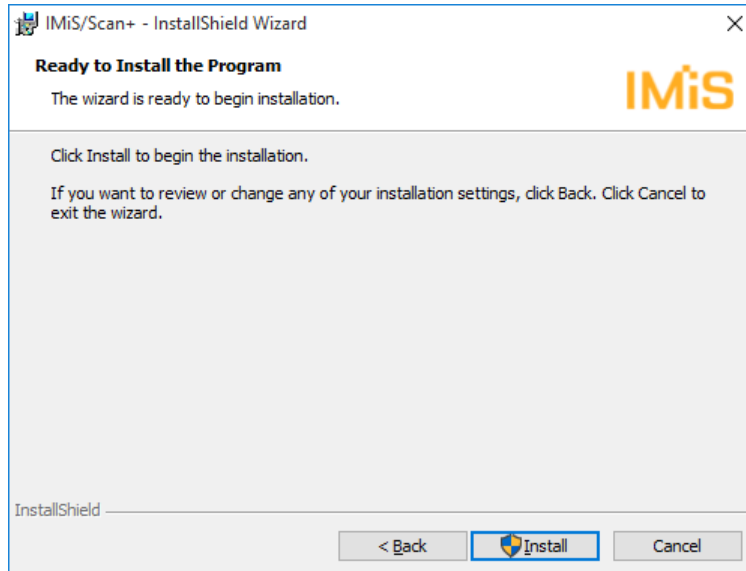 IMiS/Scan+ - InstallShield Wizard
Ready to Install the Program
The wizard is ready to begin installation.
IMiS
Click Install to begin the installation.
If you want to review or change any of your installation settings, click Back. Click Cancel to
exit the wizard.
InstallShield
< Back
Install
Cancel